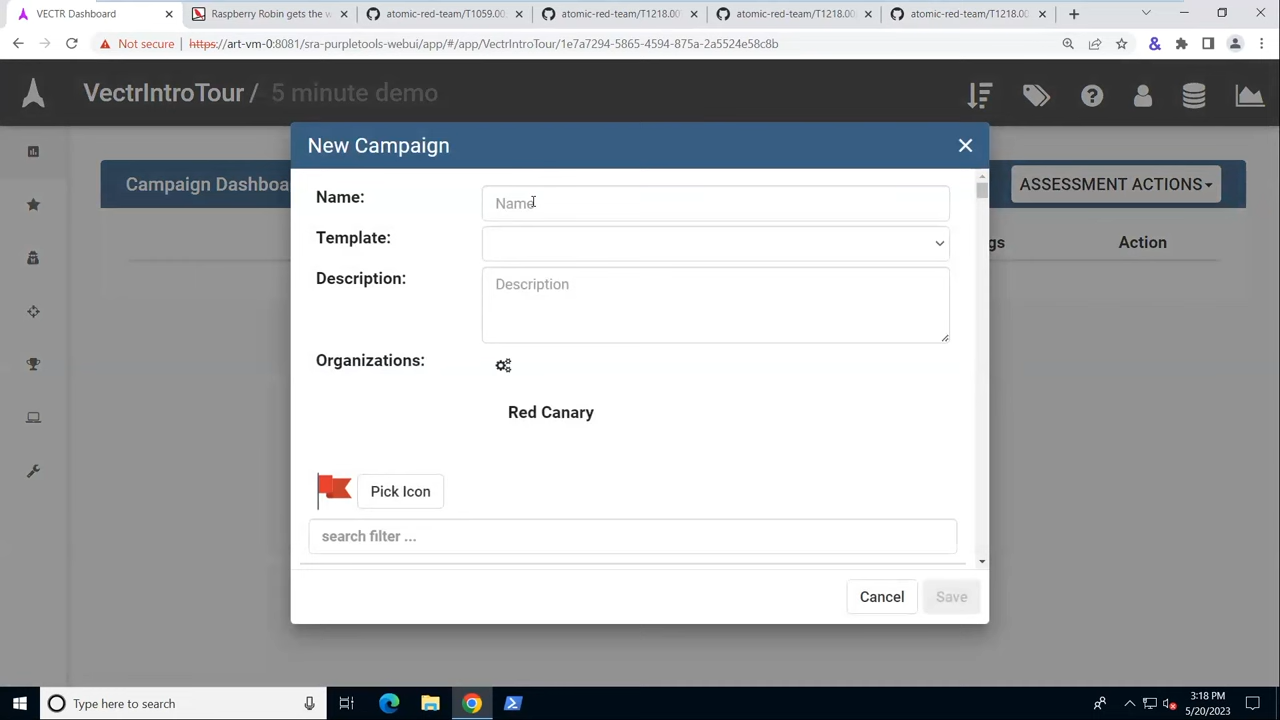 VECTR Dashboard
Raspberry Robin gets the w
atomic-red-team/T1059.00
atomic-red-team/T1218.00
atomic-red-team/T1218.00
atomic-red-team/T1218.00
Not secure
https://art-vm-0:8081/sra-purpletools-webui/app/#/app/VectrIntroTour/1e7a7294-5865-4594-875a-2a5524e58c8b
VectrIntroTour / 5 minute demo
New Campaign
Campaign Dashboa
ASSESSMENT ACTIONS
Name:
Name
Template:
gs
Action
Description:
Description
Organizations:
Red Canary
Pick Icon
search filter ...
Cancel
Save
Type here to search
3:18 PM
5/20/2023